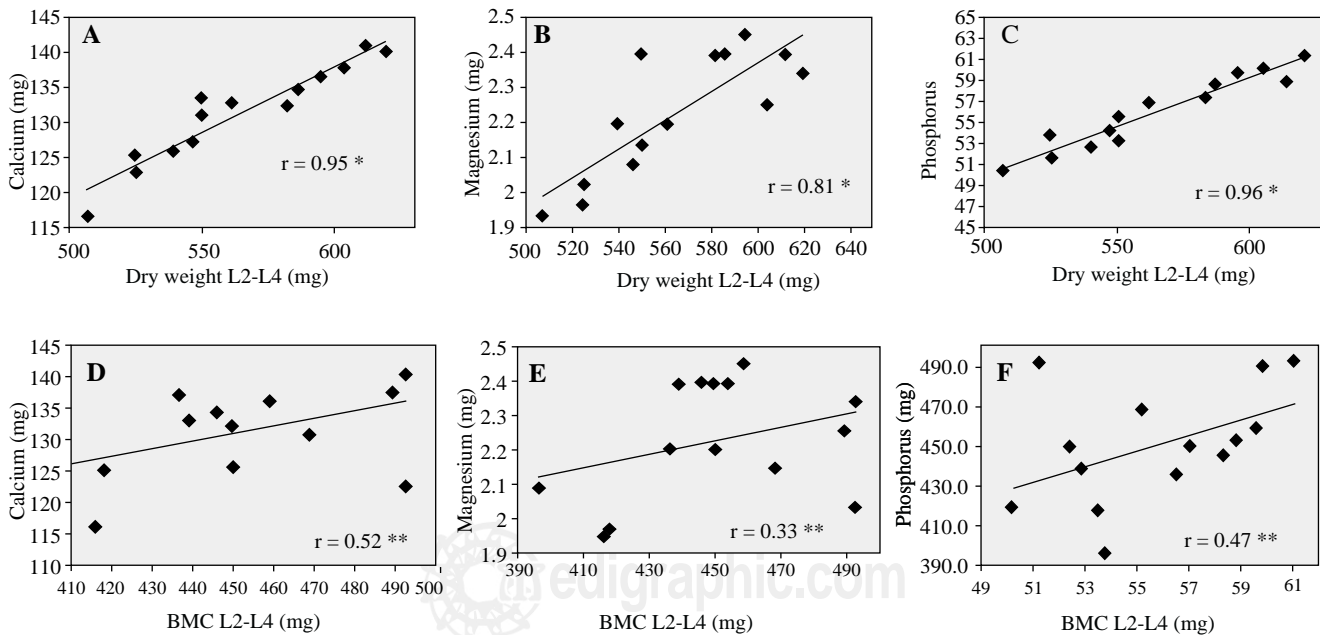 A
Calcium (mg)
145
140
135
130
125
120
115
500 550 600
r = 0.95 *
Dry weight L2-L4 (mg)
B
Magnesium (mg)
2.5
2.4
2.3
2.2
2.1
2
1.9
500 520 540 560 580 600 620 640
r = 0.81 *
Dry weight L2-L4 (mg)
C
Phosphorus
65
63
61
59
57
55
53
51
49
47
45
500 550 600
r = 0.96 *
Dry weight L2-L4 (mg)
D
Calcium (mg)
145
140
135
130
125
120
115
110
410 420 430 440 450 460 470 480 490 500
r = 0.52 **
BMC L2-L4 (mg)
E
Magnesium (mg)
2.5
2.4
2.3
2.2
2.1
2
1.9
390 410 430 450 470 490
r = 0.33 **
BMC L2-L4 (mg)
F
Phosphorus (mg)
490.0
470.0
450.0
430.0
410.0
390.0
49 51 53 55 57 59 61
r = 0.47 **
BMC L2-L4 (mg)
edigraphic.com